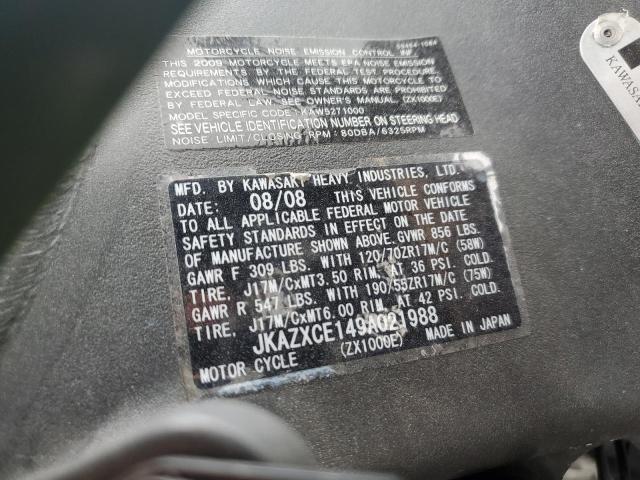 59464-1084
MOTORCYCLE NOISE EMISSION CONTROL INF.
THIS 2009 MOTORCYCLE MEETS EPA NOISE EMISSION
REQUIREMENTS BY THE FEDERAL TEST PROCEDURE.
MODIFICATIONS WHICH CAUSE THIS MOTORCYCLE TO
EXCEED FEDERAL NOISE STANDARDS ARE PROHIBITED
BY FEDERAL LAW. SEE OWNER'S MANUAL. (ZX1000E)
MODEL SPECIFIC CODE: KAW5271000
SEE VEHICLE IDENTIFICATION NUMBER ON STEERING HEAD
NOISE LIMIT/CLOSING RPM: 80DBA/6325RPM
MFD. BY KAWASAKI HEAVY INDUSTRIES, LTD.
DATE: 08/08 THIS VEHICLE CONFORMS
TO ALL APPLICABLE FEDERAL MOTOR VEHICLE
SAFETY STANDARDS IN EFFECT ON THE DATE
OF MANUFACTURE SHOWN ABOVE. GVWR 856 LBS.
GAWR F 309 LBS. WITH 120/70ZR17M/C (58W)
TIRE, J17M/CxMT3.50 RIM, AT 36 PSI. COLD
GAWR R 547 LBS. WITH 190/55ZR17M/C (75W)
TIRE, J17M/CxMT6.00 RIM, AT 42 PSI. COLD
JKAZXCE149A021988
MOTOR CYCLE (ZX1000E) MADE IN JAPAN
KAWASAK